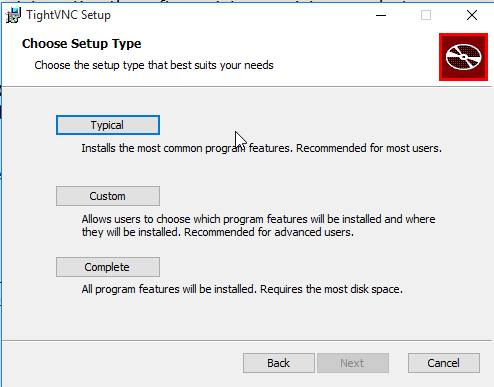 TightVNC Setup
Choose Setup Type
Choose the setup type that best suits your needs
Typical
Installs the most common program features. Recommended for most users.
Custom
Allows users to choose which program features will be installed and where
they will be installed. Recommended for advanced users.
Complete
All program features will be installed. Requires the most disk space.
Back
Next
Cancel